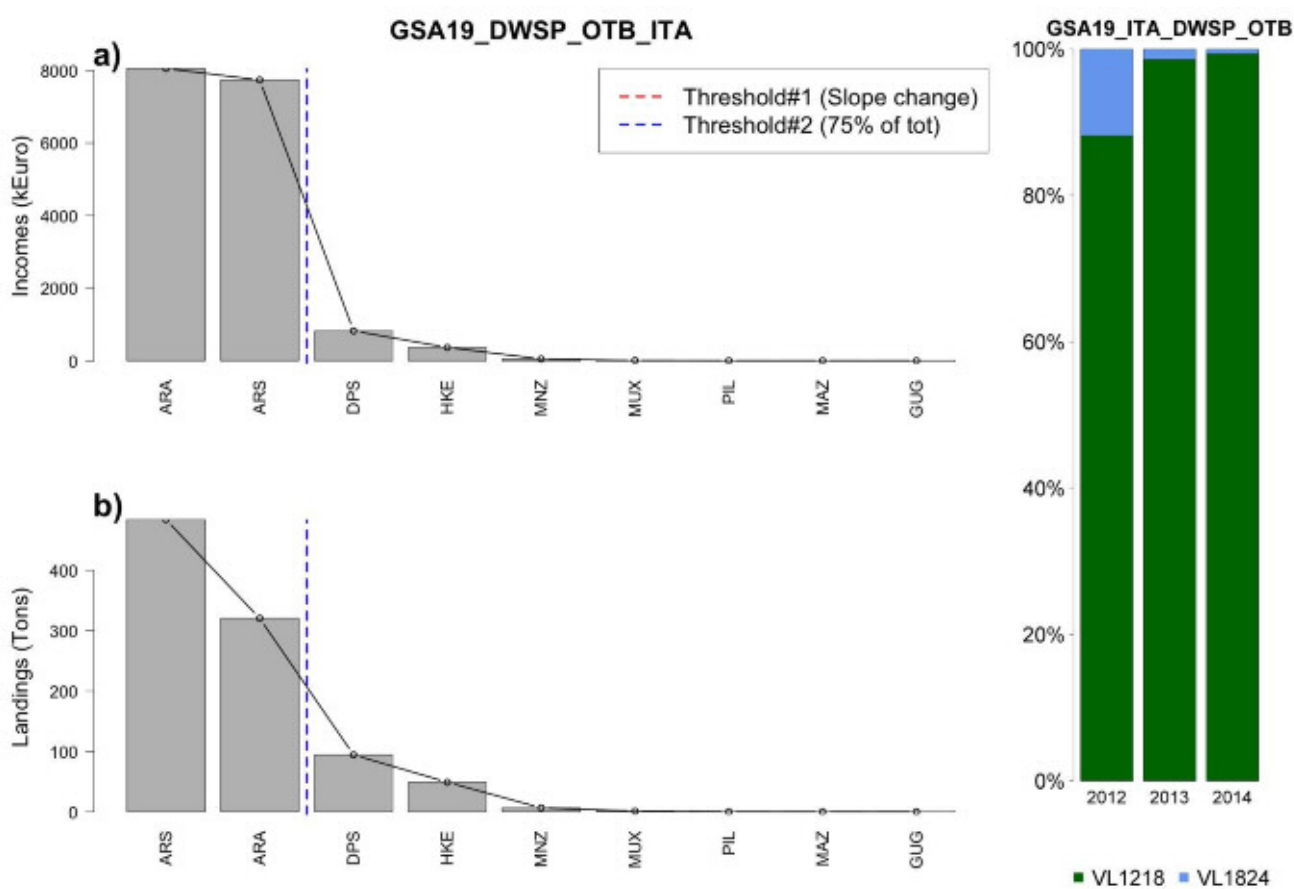 GSA19_DWSP_OTB_ITA
a)
Threshold#1 (Slope change)
Threshold#2 (75% of tot)
Incomes (kEuro)
8000
6000
4000
2000
0
ARA ARS DPS HKE MNZ MUX PIL MAZ GUG
b)
Landings (Tons)
400
300
200
100
0
ARS ARA DPS HKE MNZ MUX PIL MAZ GUG
GSA19_ITA_DWSP_OTB
100%
80%
60%
40%
20%
0%
2012 2013 2014
VL1218 VL1824